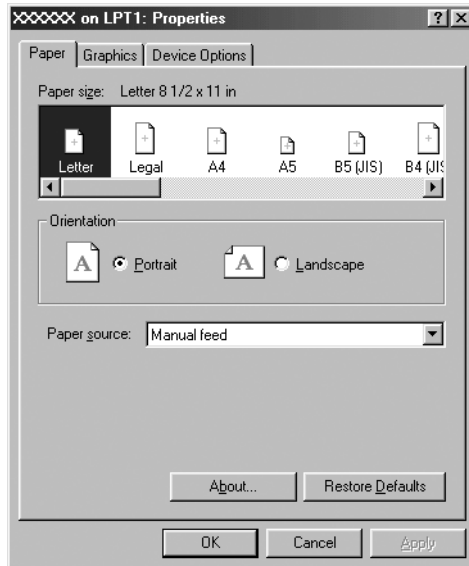 XXXXXX on LPT1: Properties
Paper Graphics Device Options
Paper size: Letter 8 1/2 x 11 in
Letter Legal A4 A5 B5 (JIS) B4 (JIS
Orientation
A Portrait A Landscape
Paper source: Manual feed
About... Restore Defaults
OK Cancel Apply